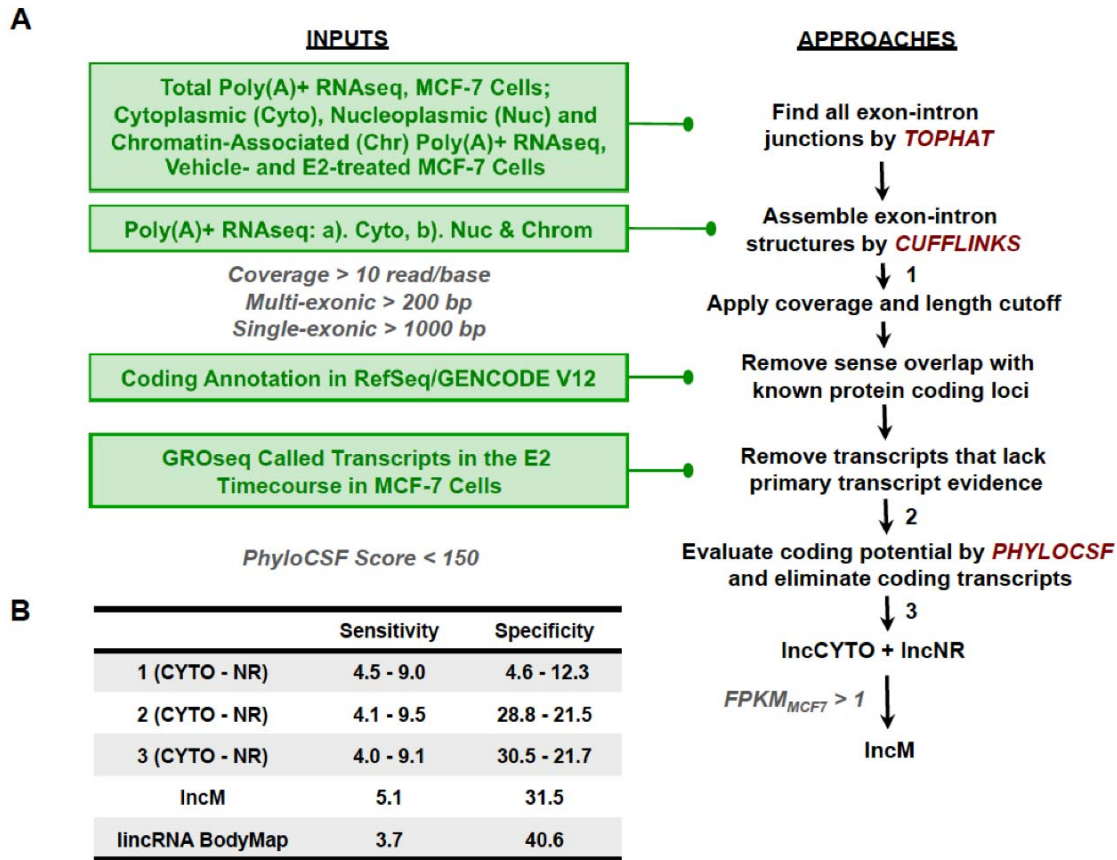 A
INPUTS
Total Poly(A)+ RNAseq, MCF-7 Cells;
Cytoplasmic (Cyto), Nucleoplasmic (Nuc) and
Chromatin-Associated (Chr) Poly(A)+ RNAseq,
Vehicle- and E2-treated MCF-7 Cells
Poly(A)+ RNAseq: a). Cyto, b). Nuc & Chrom
Coverage > 10 read/base
Multi-exonic > 200 bp
Single-exonic > 1000 bp
Coding Annotation in RefSeq/GENCODE V12
GROseq Called Transcripts in the E2
Timecourse in MCF-7 Cells
PhyloCSF Score < 150
APPROACHES
Find all exon-intron
junctions by TOPHAT
Assemble exon-intron
structures by CUFFLINKS
1
Apply coverage and length cutoff
Remove sense overlap with
known protein coding loci
Remove transcripts that lack
primary transcript evidence
2
Evaluate coding potential by PHYLOCSF
and eliminate coding transcripts
3
lncCYTO + lncNR
FPKM_MCF7 > 1
lncM
B
Sensitivity Specificity
1 (CYTO - NR) 4.5 - 9.0 4.6 - 12.3
2 (CYTO - NR) 4.1 - 9.5 28.8 - 21.5
3 (CYTO - NR) 4.0 - 9.1 30.5 - 21.7
lncM 5.1 31.5
lincRNA BodyMap 3.7 40.6